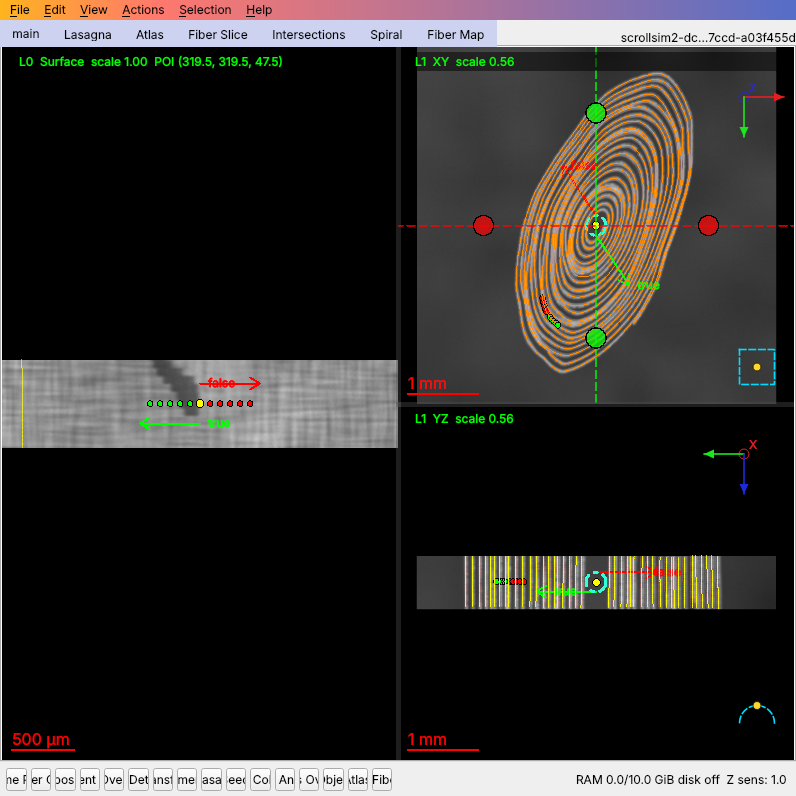 File Edit View Actions Selection Help
main Lasagna Atlas Fiber Slice Intersections Spiral Fiber Map
scrollsim2-dc...7ccd-a03f455d
L0 Surface scale 1.00 POI (319.5, 319.5, 47.5)
false
true
500 µm
L1 XY scale 0.56
false
true
1 mm
L1 YZ scale 0.56
X
false
true
1 mm
RAM 0.0/10.0 GiB disk off Z sens: 1.0